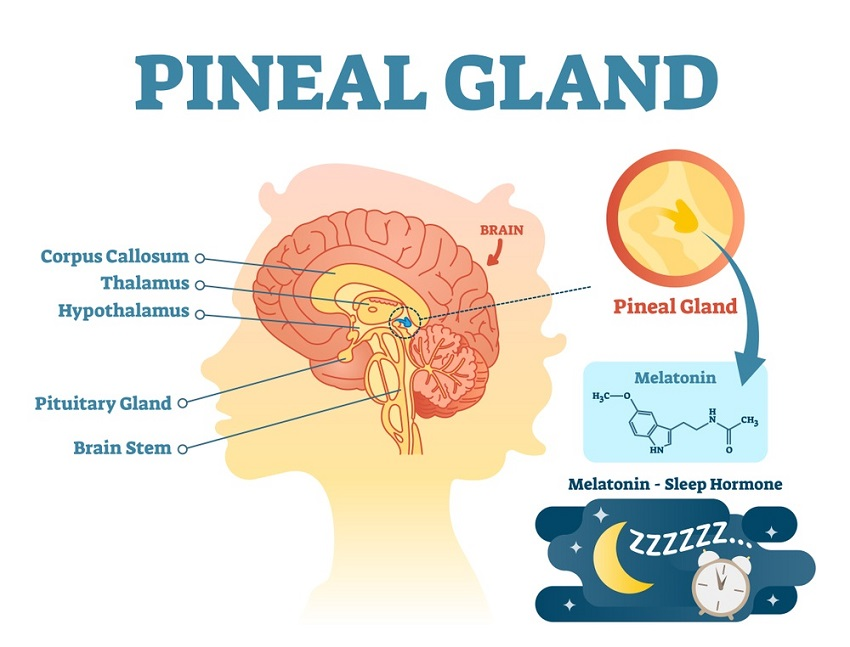 PINEAL GLAND
BRAIN
Corpus Callosum
Thalamus
Hypothalamus
Pituitary Gland
Brain Stem
Pineal Gland
Melatonin
H₃C
O
H
N
CH₃
HN
O
Melatonin - Sleep Hormone
ZZZZZZ...